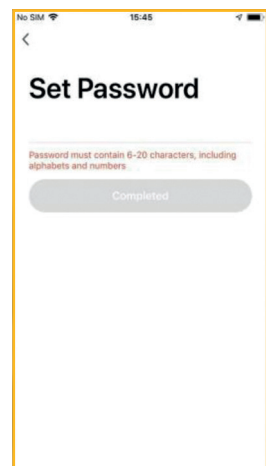 No SIM 15:45
Set Password
Password must contain 6-20 characters, including
alphabets and numbers
Completed